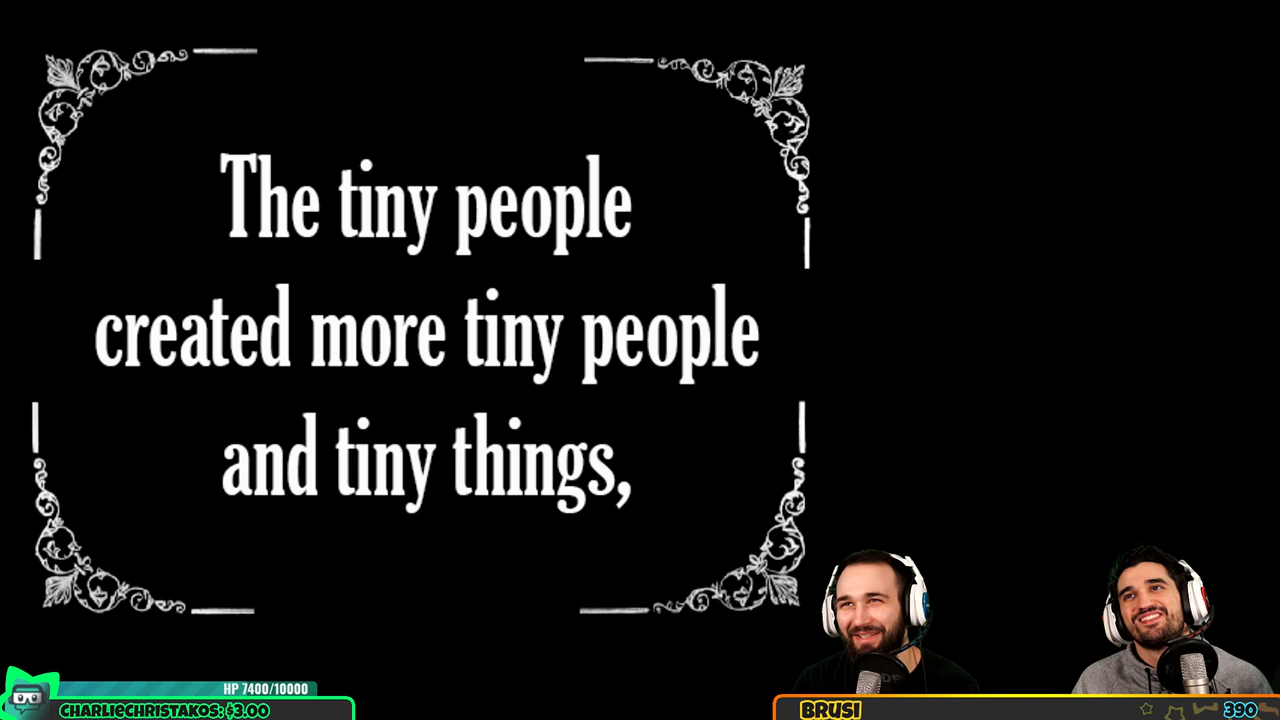 The tiny people
created more tiny people
and tiny things,
HP 7400/10000
CHARLIECHRISTAKOS: $3.00
BRUSI
390